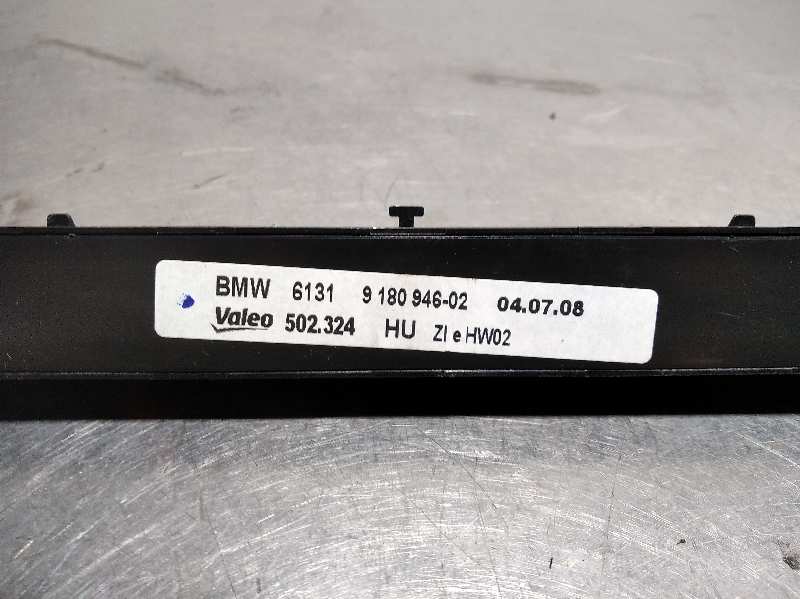 BMW 6131 9 180 946-02 04.07.08
Valeo 502.324 HU ZI e HW02